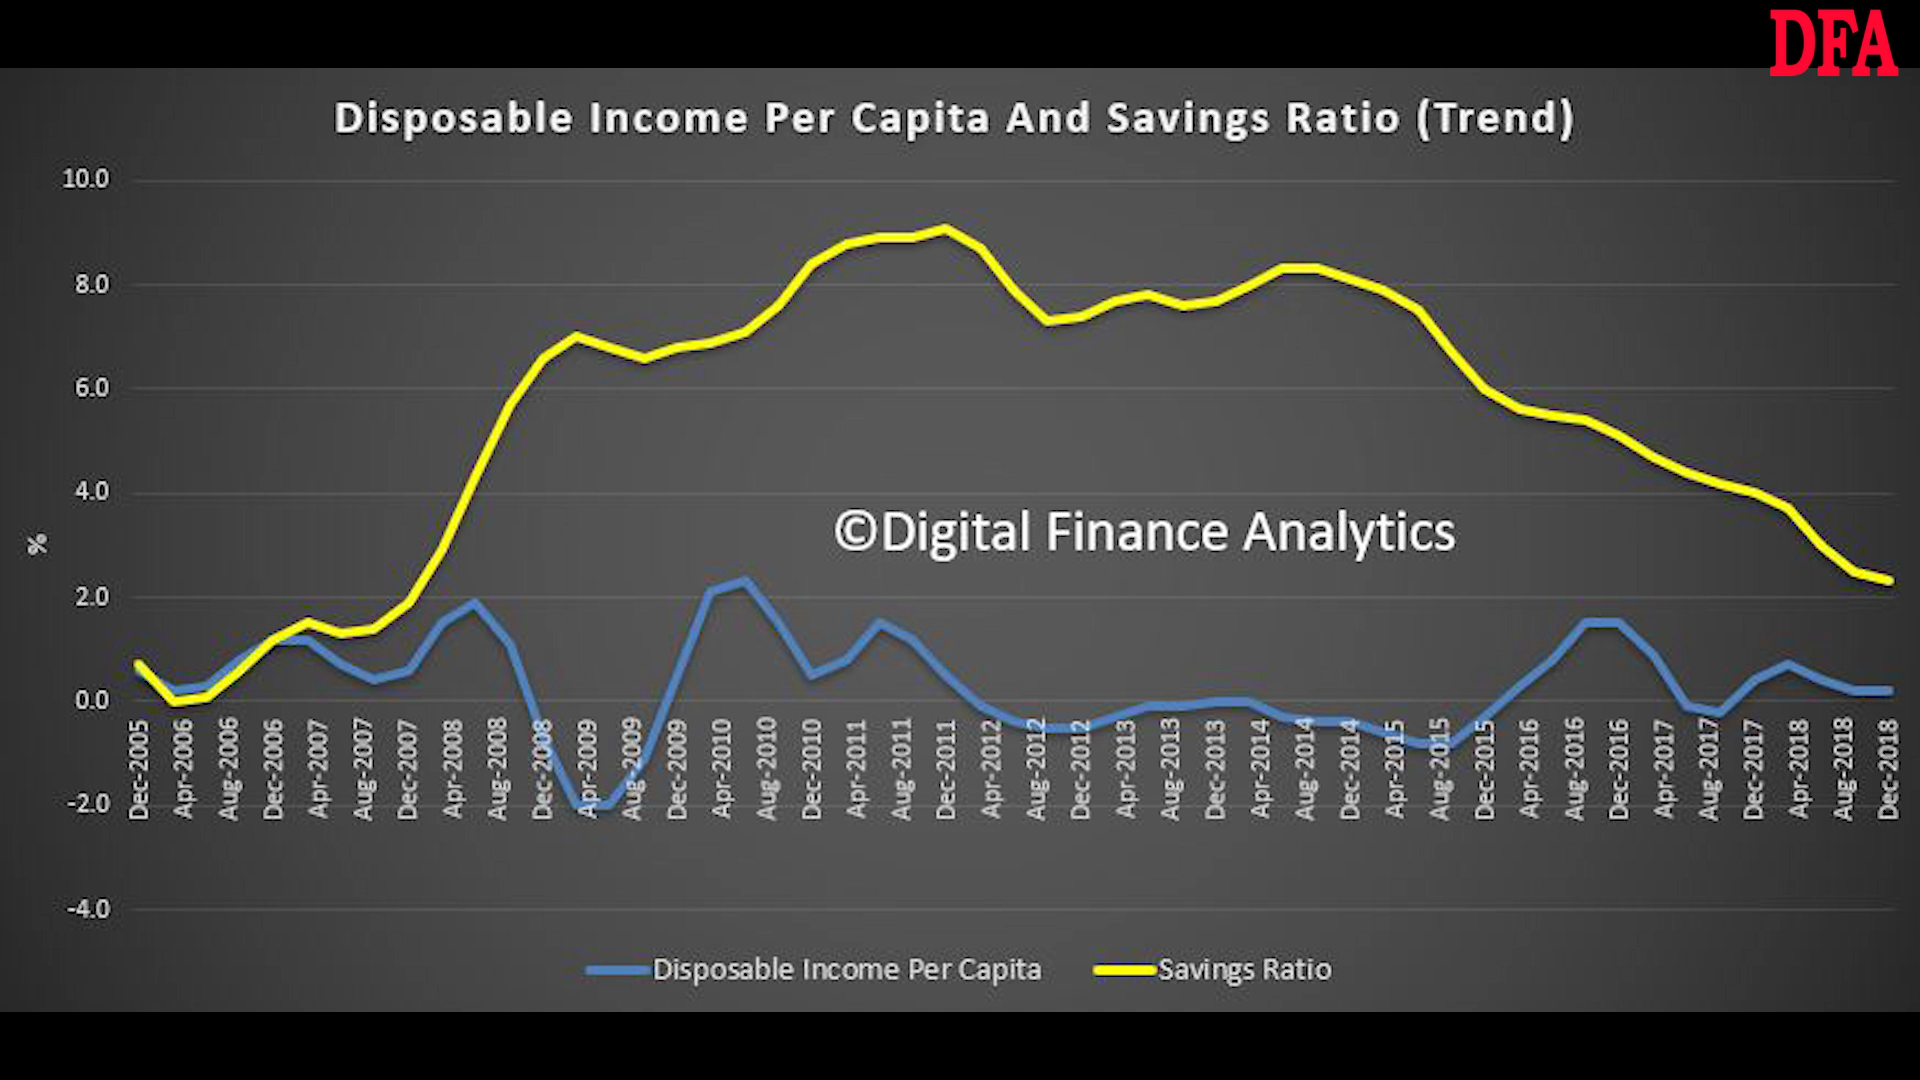 DFA
Disposable Income Per Capita And Savings Ratio (Trend)
10.0
8.0
6.0
4.0
2.0
0.0
-2.0
-4.0
%
©Digital Finance Analytics
Dec-2005
Apr-2006
Aug-2006
Dec-2006
Apr-2007
Aug-2007
Dec-2007
Apr-2008
Aug-2008
Dec-2008
Apr-2009
Aug-2009
Dec-2009
Apr-2010
Aug-2010
Dec-2010
Apr-2011
Aug-2011
Dec-2011
Apr-2012
Aug-2012
Dec-2012
Apr-2013
Aug-2013
Dec-2013
Apr-2014
Aug-2014
Dec-2014
Apr-2015
Aug-2015
Dec-2015
Apr-2016
Aug-2016
Dec-2016
Apr-2017
Aug-2017
Dec-2017
Apr-2018
Aug-2018
Dec-2018
Disposable Income Per Capita
Savings Ratio